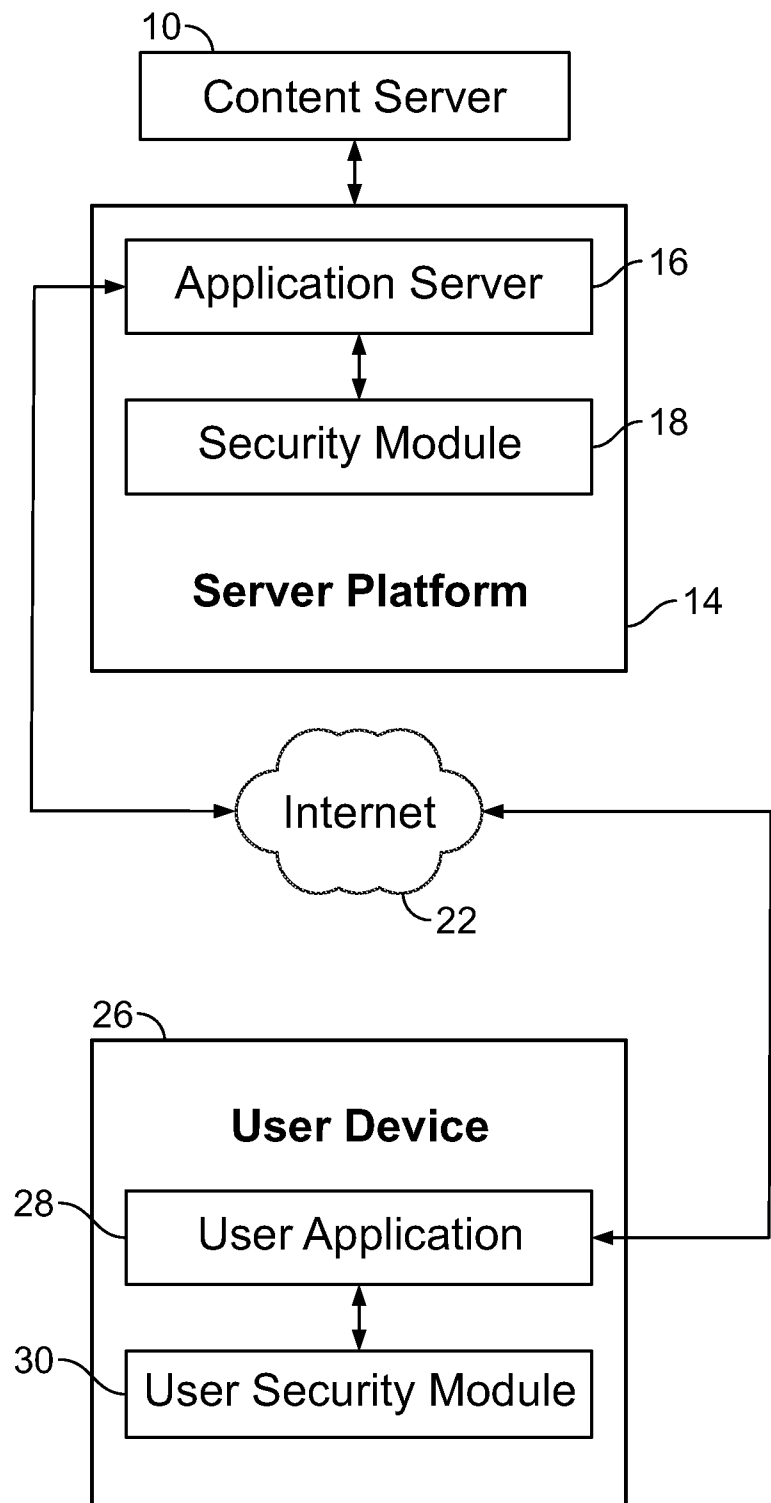 10
Content Server
Application Server
16
Security Module
18
Server Platform
14
Internet
22
26
User Device
28
User Application
30
User Security Module